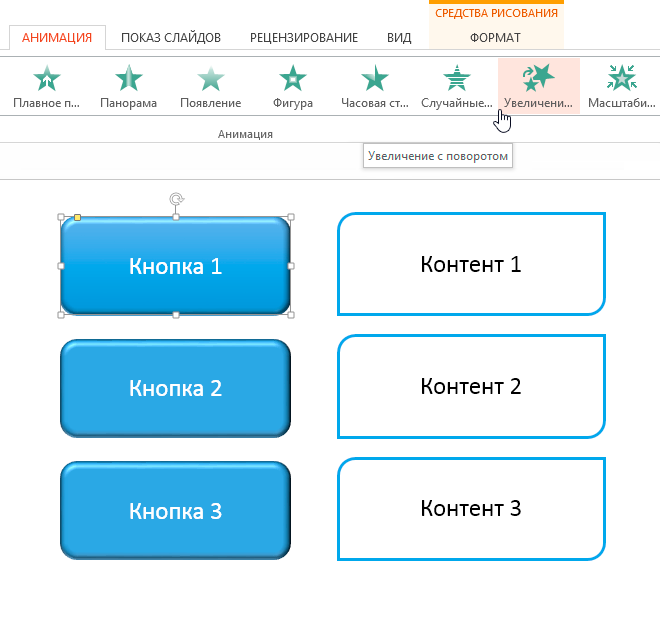 СРЕДСТВА РИСОВАНИЯ
АНИМАЦИЯ ПОКАЗ СЛАЙДОВ РЕЦЕНЗИРОВАНИЕ ВИД ФОРМАТ
Плавное п... Панорама Появление Фигура Часовая ст... Случайные... Увеличени... Масштаби...
Анимация
Увеличение с поворотом
Кнопка 1 Контент 1
Кнопка 2 Контент 2
Кнопка 3 Контент 3